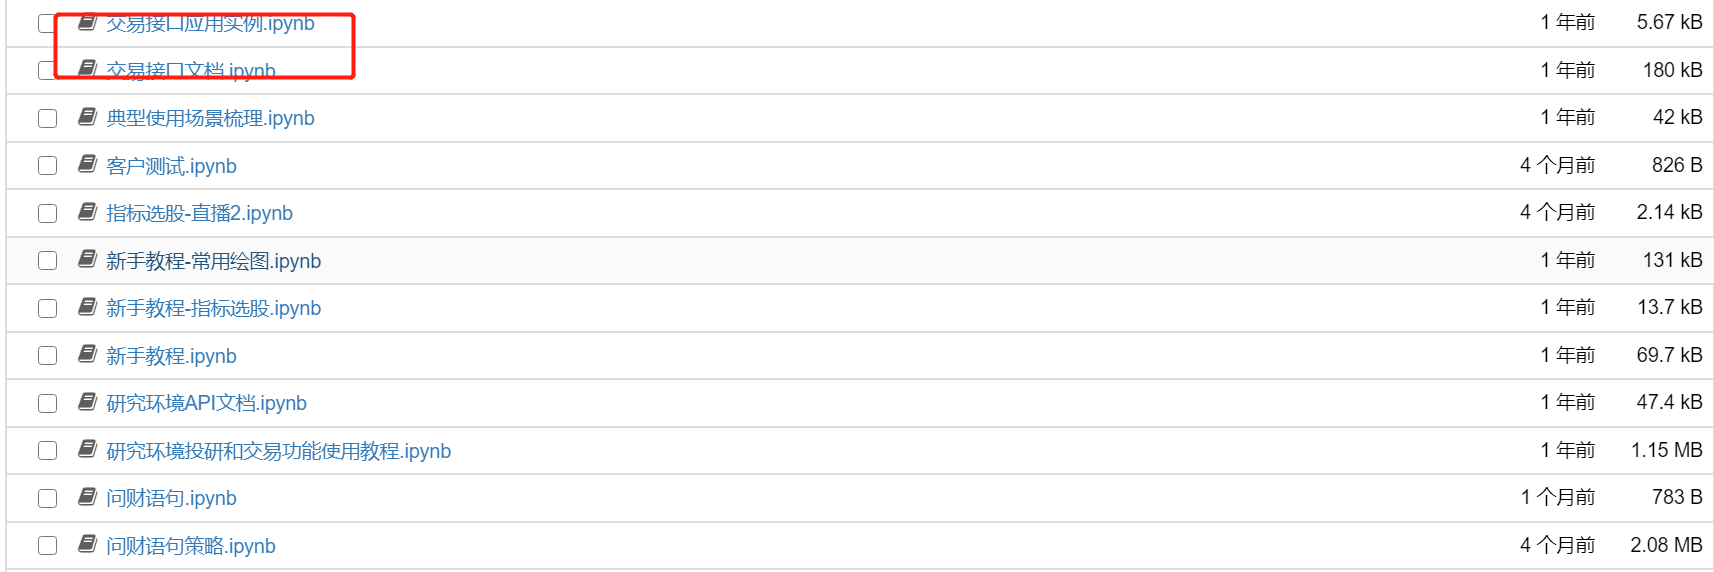 交易接口应用实例.ipynb 1 年前 5.67 kB
交易接口文档.ipynb 1 年前 180 kB
典型使用场景梳理.ipynb 1 年前 42 kB
客户测试.ipynb 4 个月前 826 B
指标选股-直播2.ipynb 4 个月前 2.14 kB
新手教程-常用绘图.ipynb 1 年前 131 kB
新手教程-指标选股.ipynb 1 年前 13.7 kB
新手教程.ipynb 1 年前 69.7 kB
研究环境API文档.ipynb 1 年前 47.4 kB
研究环境投研和交易功能使用教程.ipynb 1 年前 1.15 MB
问财语句.ipynb 1 个月前 783 B
问财语句策略.ipynb 4 个月前 2.08 MB